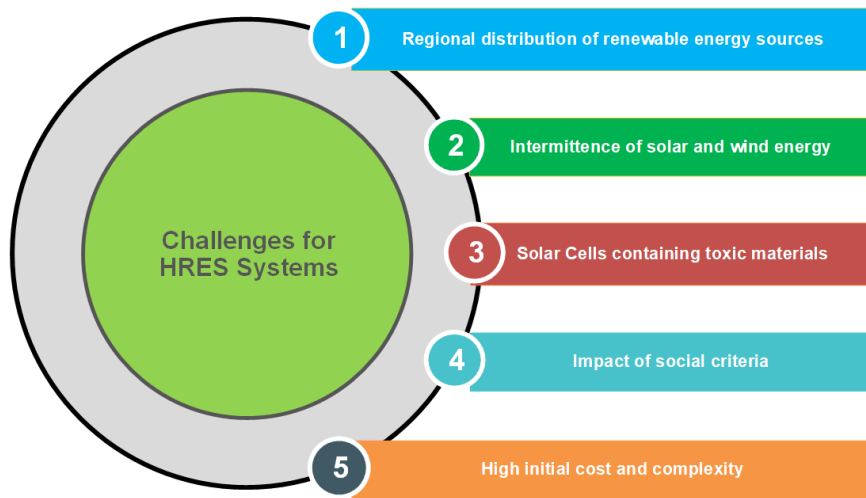 1
Regional distribution of renewable energy sources
2
Intermittence of solar and wind energy
Challenges for
HRES Systems
3
Solar Cells containing toxic materials
4
Impact of social criteria
5
High initial cost and complexity